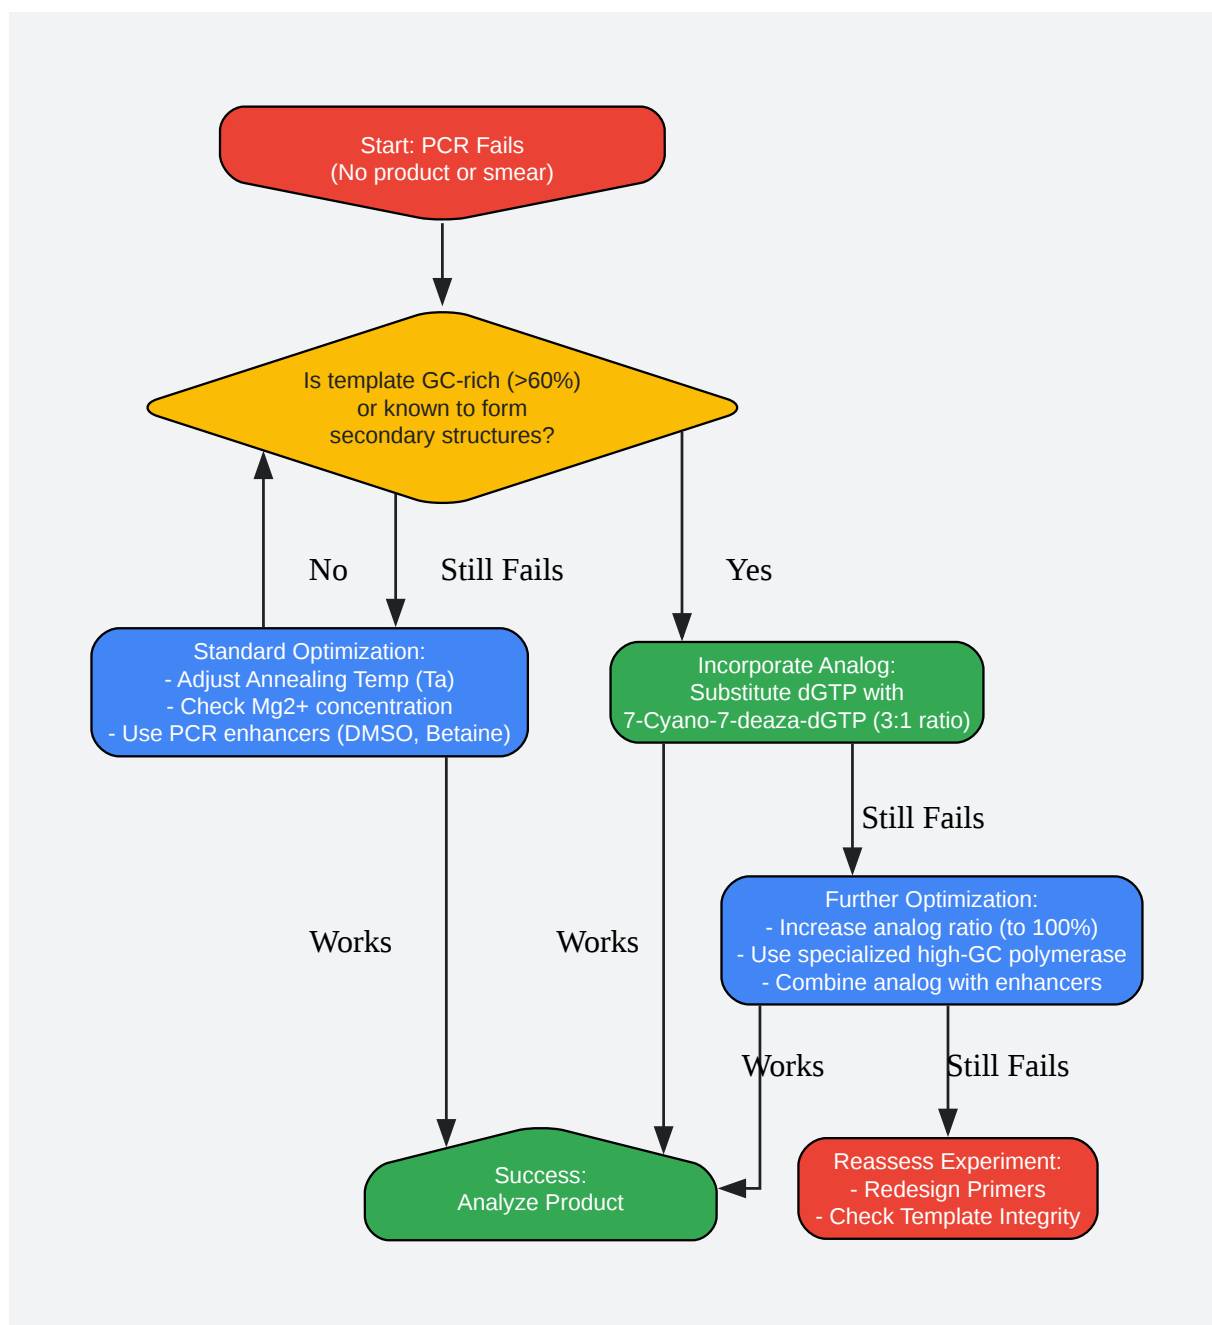 Start: PCR Fails
(No product or smear)
Is template GC-rich (>60%)
or known to form
secondary structures?
No
Still Fails
Yes
Standard Optimization:
- Adjust Annealing Temp (Ta)
- Check Mg2+ concentration
- Use PCR enhancers (DMSO, Betaine)
Incorporate Analog:
Substitute dGTP with
7-Cyano-7-deaza-dGTP (3:1 ratio)
Still Fails
Further Optimization:
- Increase analog ratio (to 100%)
- Use specialized high-GC polymerase
- Combine analog with enhancers
Works
Works
Works
Still Fails
Success:
Analyze Product
Reassess Experiment:
- Redesign Primers
- Check Template Integrity